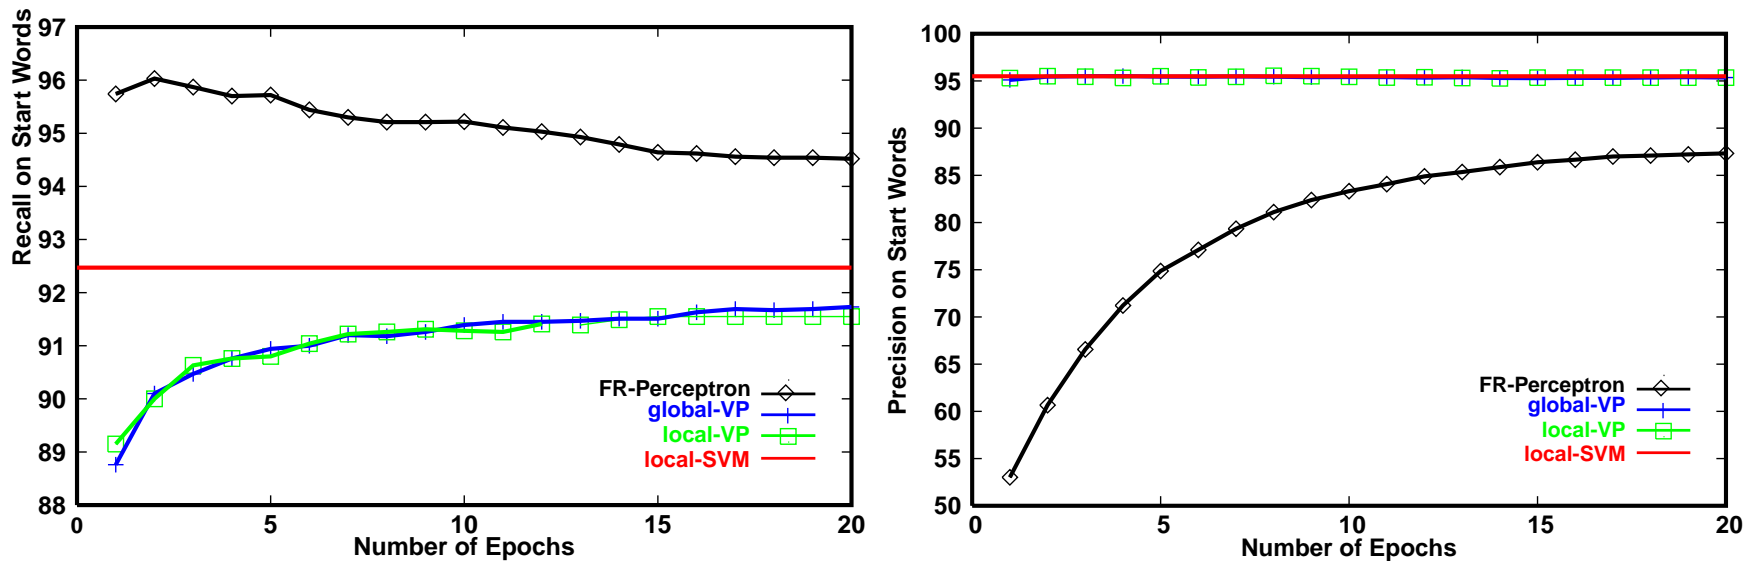 Recall on Start Words
97
96
95
94
93
92
91
90
89
88
0
5
10
15
20
Number of Epochs
FR-Perceptron
global-VP
local-VP
local-SVM
Precision on Start Words
100
95
90
85
80
75
70
65
60
55
50
0
5
10
15
20
Number of Epochs
FR-Perceptron
global-VP
local-VP
local-SVM